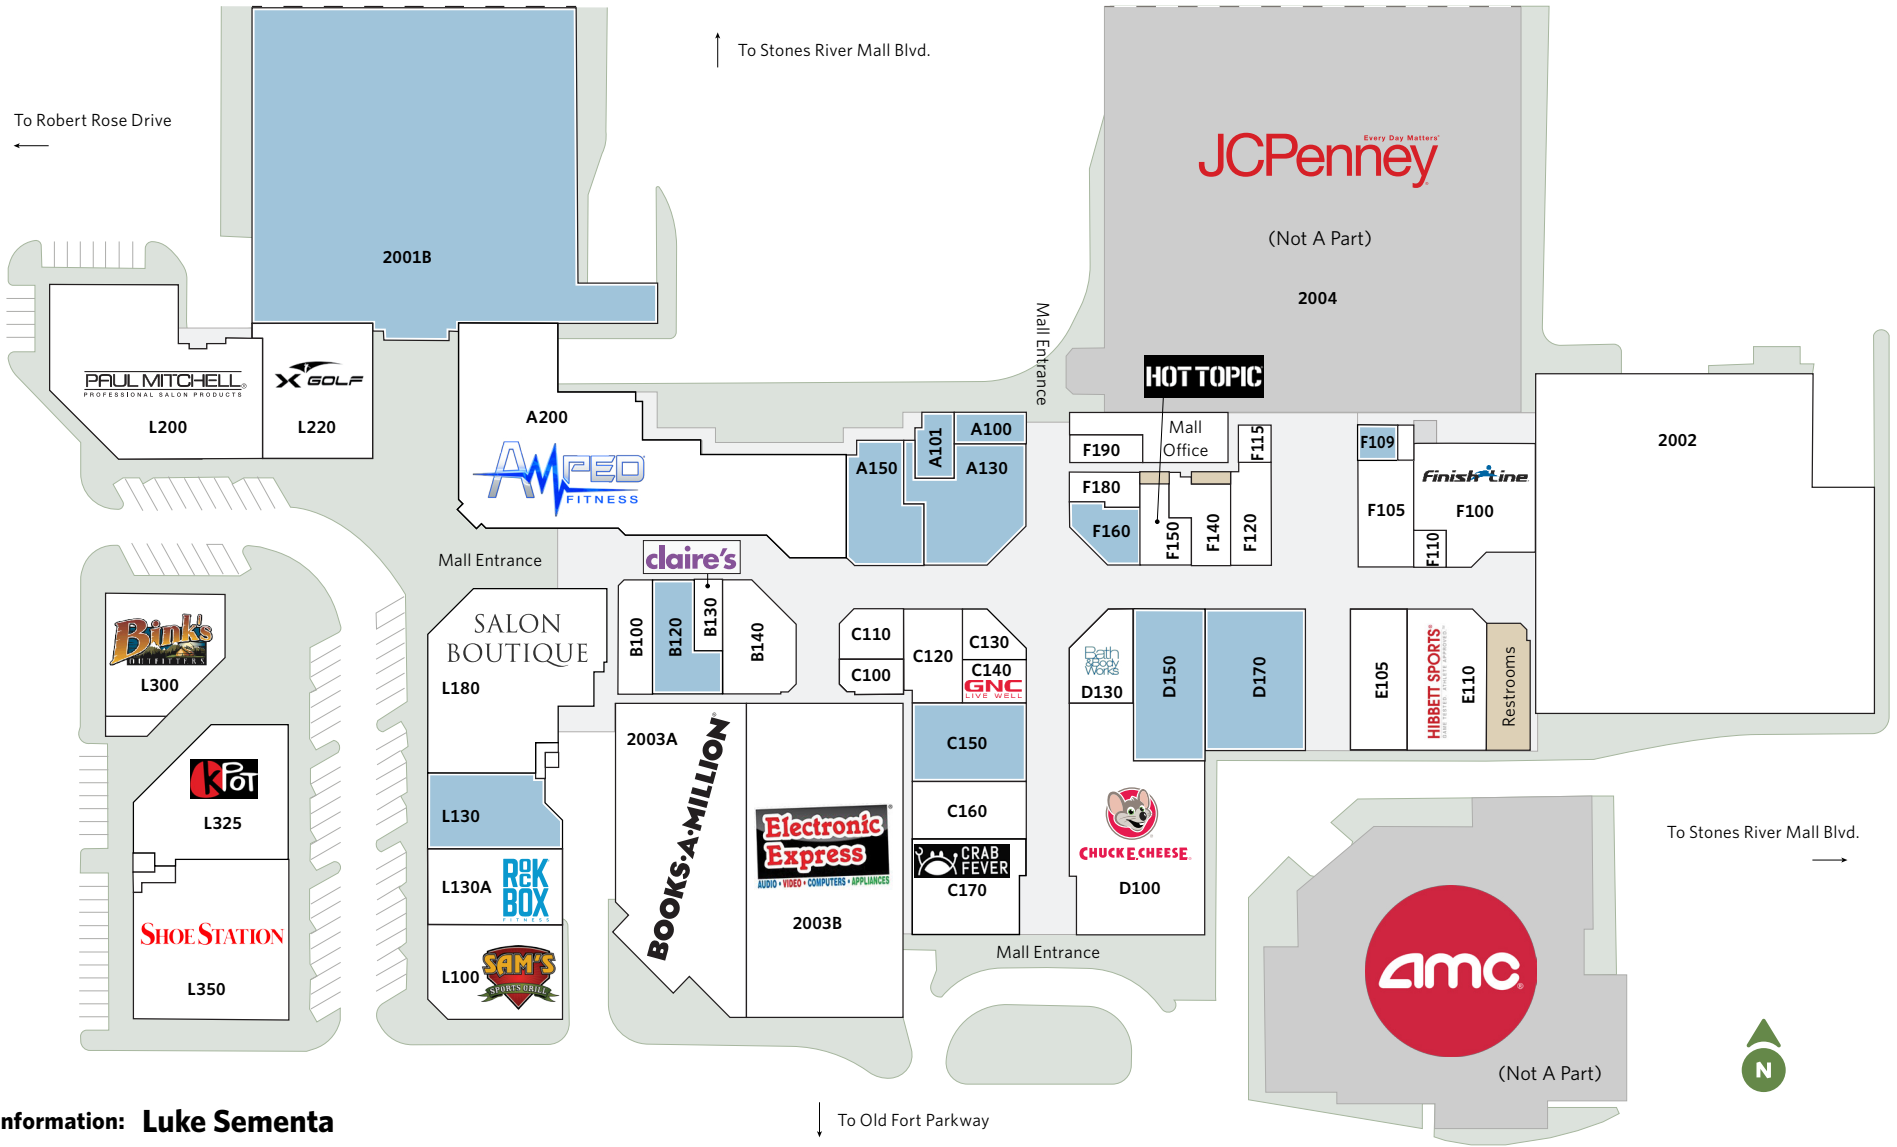 To Stones River Mall Blvd.
To Robert Rose Drive
Every Day Matters®
JCPenney
(Not A Part)
2004
2001B
Mall Entrance
HOT TOPIC
PAUL MITCHELL®
PROFESSIONAL SALON PRODUCTS
L200
X GOLF
L220
A200
AMPED
FITNESS
A150
A101
A100
A130
F190
Mall
Office
F115
F180
F160
F150
F140
F120
F109
F105
Finish Line
F100
F110
2002
Mall Entrance
claire's
Bink's
OUTFITTERS
L300
SALON
BOUTIQUE
L180
B100
B120
B130
B140
C110
C100
C120
C130
C140
GNC
LIVE WELL
Bath
& Body
Works
D130
D150
D170
E105
HIBBETT SPORTS®
E110
Restrooms
KPOT
L325
L130
2003A
BOOKS-A-MILLION®
Electronic
Express®
AUDIO • VIDEO • COMPUTERS • APPLIANCES
2003B
C150
C160
CRAB
FEVER
C170
CHUCK E. CHEESE.
D100
To Stones River Mall Blvd.
L130A
ROCK
BOX
FITNESS
SHOE STATION
L350
L100
SAM'S
SPORTS GRILL
Mall Entrance
amc®
(Not A Part)
N
To Old Fort Parkway
nformation: Luke Sementa